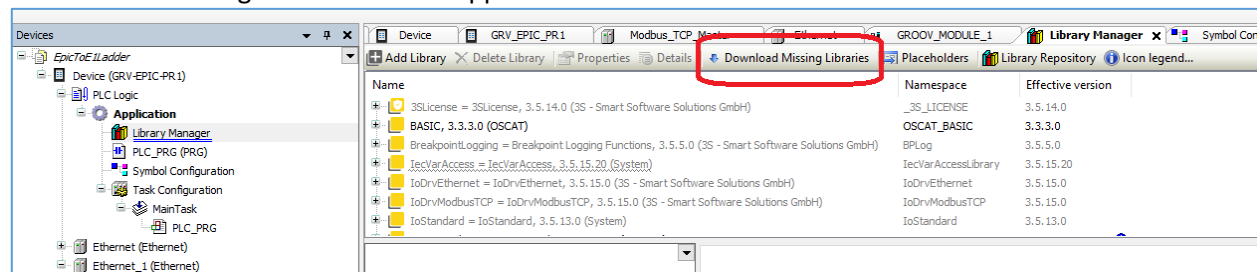 Devices
EpicToE1Ladder
Device (GRV-EPIC-PR1)
PLC Logic
Application
Library Manager
PLC_PRG (PRG)
Symbol Configuration
Task Configuration
MainTask
PLC_PRG
Ethernet (Ethernet)
Ethernet_1 (Ethernet)
Device GRV_EPIC_PR1 Modbus_TCP_Master Ethernet GROOV_MODULE_1 Library Manager Symbol Con
Add Library Delete Library Properties Details Download Missing Libraries Placeholders Library Repository Icon legend...
Name Namespace Effective version
3SLicense = 3SLicense, 3.5.14.0 (3S - Smart Software Solutions GmbH) _3S_LICENSE 3.5.14.0
BASIC, 3.3.3.0 (OSCAT) OSCAT_BASIC 3.3.3.0
BreakpointLogging = Breakpoint Logging Functions, 3.5.5.0 (3S - Smart Software Solutions GmbH) BPLog 3.5.5.0
IecVarAccess = IecVarAccess, 3.5.15.20 (System) IecVarAccessLibrary 3.5.15.20
IoDrvEthernet = IoDrvEthernet, 3.5.15.0 (3S - Smart Software Solutions GmbH) IoDrvEthernet 3.5.15.0
IoDrvModbusTCP = IoDrvModbusTCP, 3.5.15.0 (3S - Smart Software Solutions GmbH) IoDrvModbusTCP 3.5.15.0
IoStandard = IoStandard, 3.5.13.0 (System) IoStandard 3.5.13.0